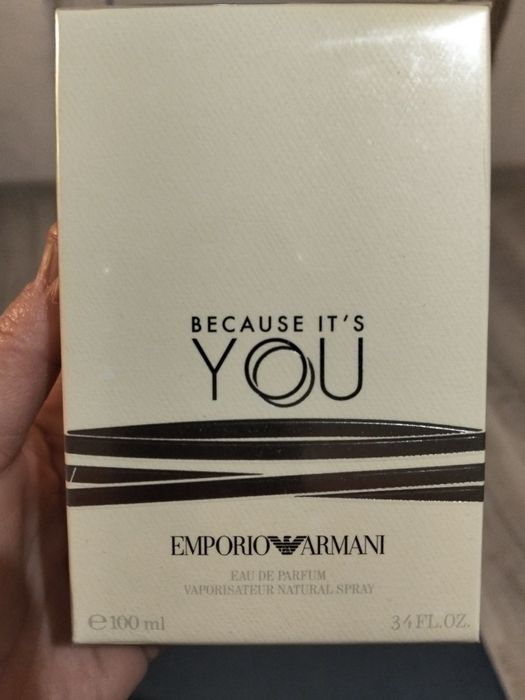 BECAUSE IT'S
YOU
EMPORIO ARMANI
EAU DE PARFUM
VAPORISATEUR NATURAL SPRAY
℮100 ml 3.4 FL.OZ.